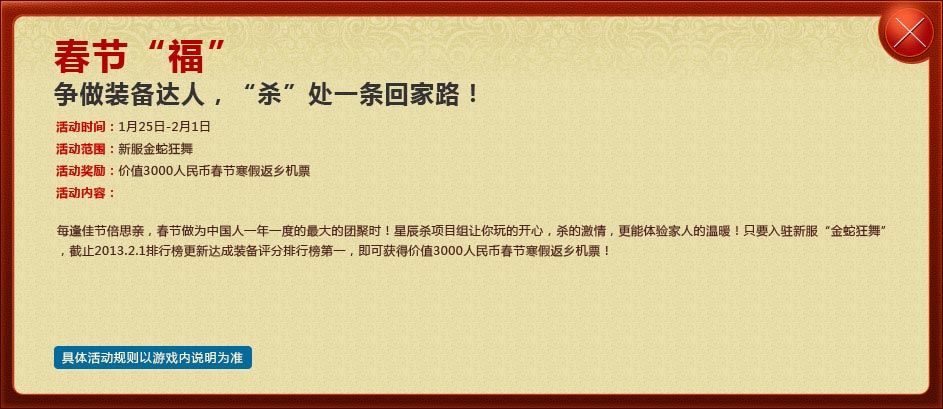 春节“福”
争做装备达人，“杀”处一条回家路！
活动时间：1月25日-2月1日
活动范围：新服金蛇狂舞
活动奖励：价值3000人民币春节寒假返乡机票
活动内容：
每逢佳节倍思亲，春节做为中国人一年一度的最大的团聚时！星辰杀项目组让你玩的开心，杀的激情，更能体验家人的温暖！只要入驻新服“金蛇狂舞”
，截止2013.2.1排行榜更新达成装备评分排行榜第一，即可获得价值3000人民币春节寒假返乡机票！
具体活动规则以游戏内说明为准